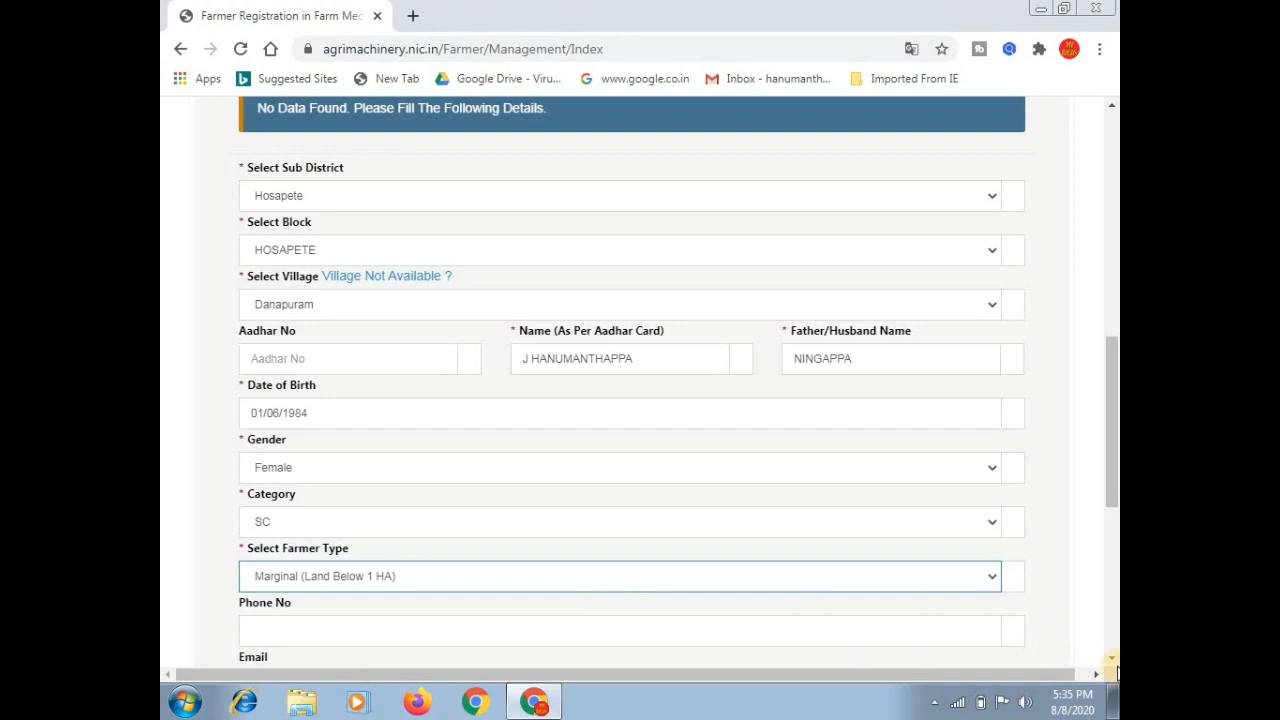 Farmer Registration in Farm Mec
agrimachinery.nic.in/Farmer/Management/Index
Apps Suggested Sites New Tab Google Drive - Viru... www.google.co.in Inbox - hanumanth... Imported From IE
No Data Found. Please Fill The Following Details.
* Select Sub District
Hosapete
* Select Block
HOSAPETE
* Select Village Village Not Available ?
Danapuram
Aadhar No * Name (As Per Aadhar Card) * Father/Husband Name
Aadhar No J HANUMANTHAPPA NINGAPPA
* Date of Birth
01/06/1984
* Gender
Female
* Category
SC
* Select Farmer Type
Marginal (Land Below 1 HA)
Phone No
Email
5:35 PM
8/8/2020